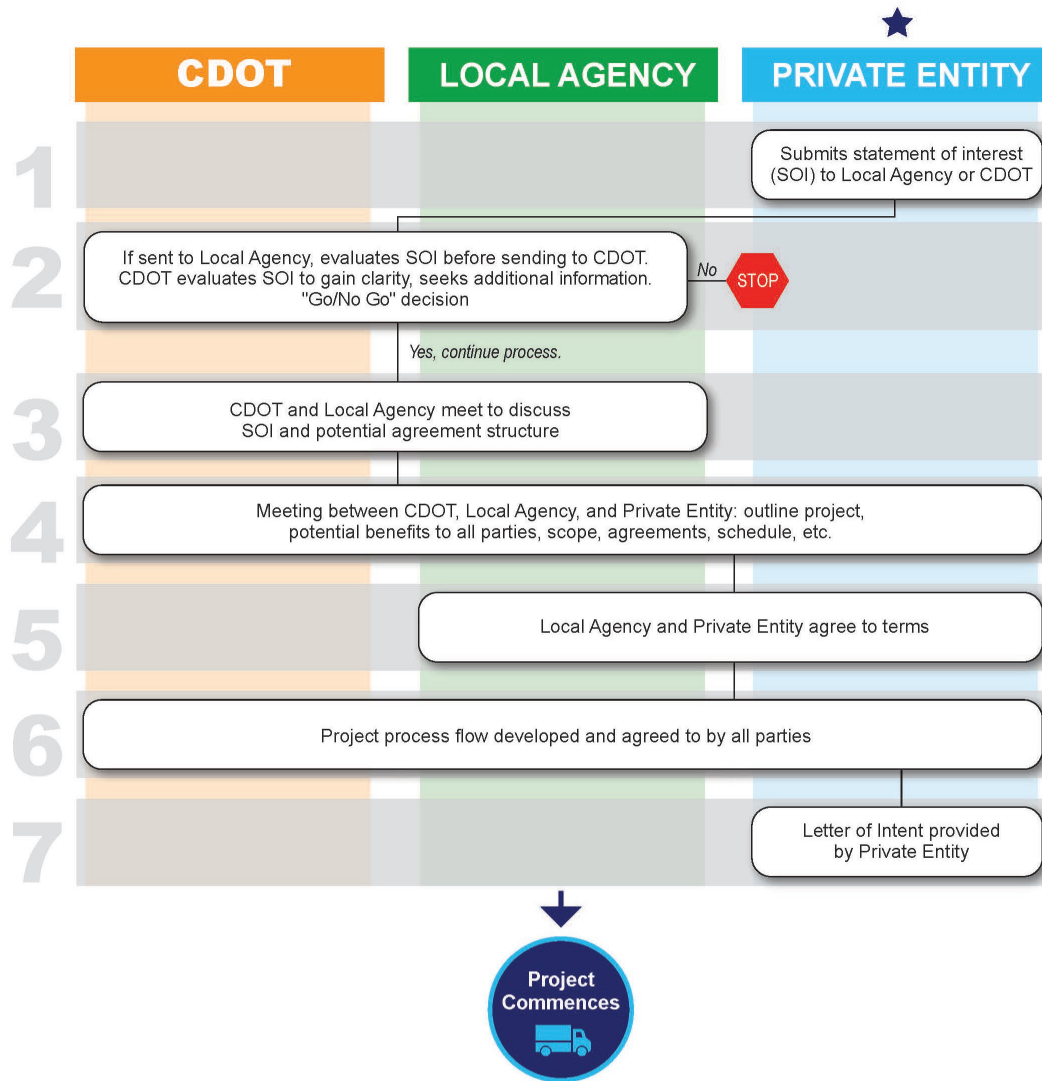 CDOT
LOCAL AGENCY
PRIVATE ENTITY
1
Submits statement of interest
(SOI) to Local Agency or CDOT
2
If sent to Local Agency, evaluates SOI before sending to CDOT.
CDOT evaluates SOI to gain clarity, seeks additional information.
"Go/No Go" decision
No
STOP
Yes, continue process.
3
CDOT and Local Agency meet to discuss
SOI and potential agreement structure
4
Meeting between CDOT, Local Agency, and Private Entity: outline project,
potential benefits to all parties, scope, agreements, schedule, etc.
5
Local Agency and Private Entity agree to terms
6
Project process flow developed and agreed to by all parties
7
Letter of Intent provided
by Private Entity
Project
Commences